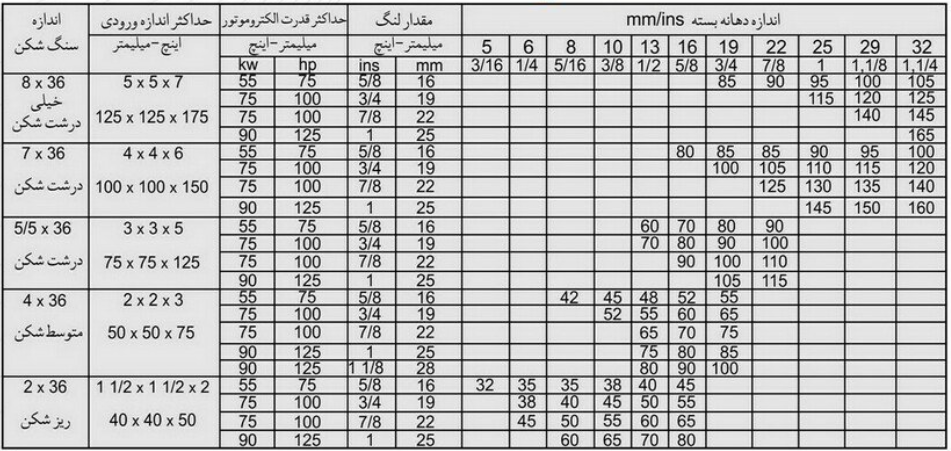 اندازه سنگ شکن | حداکثر اندازه ورودی | حداکثر قدرت الکتروموتور | مقدار لنگ | اندازه دهانه بسته mm/ins
اینچ-میلیمتر | میلیمتر-اینچ | میلیمتر-اینچ | 5 | 6 | 8 | 10 | 13 | 16 | 19 | 22 | 25 | 29 | 32
kw | hp | ins | mm | 3/16 | 1/4 | 5/16 | 3/8 | 1/2 | 5/8 | 3/4 | 7/8 | 1 | 1,1/8 | 1,1/4
8 x 36 | 5 x 5 x 7 | 55 | 75 | 5/8 | 16 | 85 | 90 | 95 | 100 | 105
خیلی | 75 | 100 | 3/4 | 19 | 115 | 120 | 125
درشت شکن | 125 x 125 x 175 | 75 | 100 | 7/8 | 22 | 140 | 145
90 | 125 | 1 | 25 | 165
7 x 36 | 4 x 4 x 6 | 55 | 75 | 5/8 | 16 | 80 | 85 | 85 | 90 | 95 | 100
75 | 100 | 3/4 | 19 | 100 | 105 | 110 | 115 | 120
درشت شکن | 100 x 100 x 150 | 75 | 100 | 7/8 | 22 | 125 | 130 | 135 | 140
90 | 125 | 1 | 25 | 145 | 150 | 160
5/5 x 36 | 3 x 3 x 5 | 55 | 75 | 5/8 | 16 | 60 | 70 | 80 | 90
75 | 100 | 3/4 | 19 | 70 | 80 | 90 | 100
درشت شکن | 75 x 75 x 125 | 75 | 100 | 7/8 | 22 | 90 | 100 | 110
90 | 125 | 1 | 25 | 105 | 115
4 x 36 | 2 x 2 x 3 | 55 | 75 | 5/8 | 16 | 42 | 45 | 48 | 52 | 55
75 | 100 | 3/4 | 19 | 52 | 55 | 60 | 65
متوسط شکن | 50 x 50 x 75 | 75 | 100 | 7/8 | 22 | 65 | 70 | 75
90 | 125 | 1 | 25 | 75 | 80 | 85
90 | 125 | 1 1/8 | 28 | 80 | 90 | 100
2 x 36 | 1 1/2 x 1 1/2 x 2 | 55 | 75 | 5/8 | 16 | 32 | 35 | 35 | 38 | 40 | 45
75 | 100 | 3/4 | 19 | 38 | 40 | 45 | 50 | 55
ریز شکن | 40 x 40 x 50 | 75 | 100 | 7/8 | 22 | 45 | 50 | 55 | 60 | 65
90 | 125 | 1 | 25 | 60 | 65 | 70 | 80